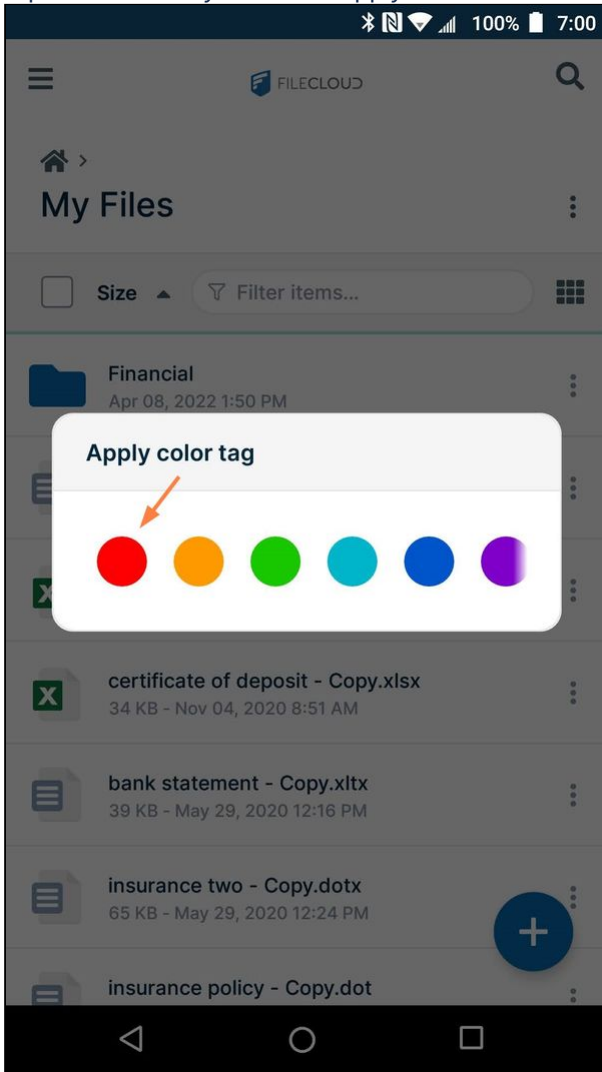 100% 7:00
FILECLOUD
My Files
Size
Filter items...
Financial
Apr 08, 2022 1:50 PM
Apply color tag
certificate of deposit - Copy.xlsx
34 KB - Nov 04, 2020 8:51 AM
bank statement - Copy.xltx
39 KB - May 29, 2020 12:16 PM
insurance two - Copy.dotx
65 KB - May 29, 2020 12:24 PM
insurance policy - Copy.dot